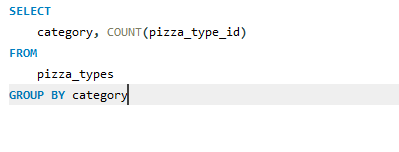 SELECT
category, COUNT(pizza_type_id)
FROM
pizza_types
GROUP BY category